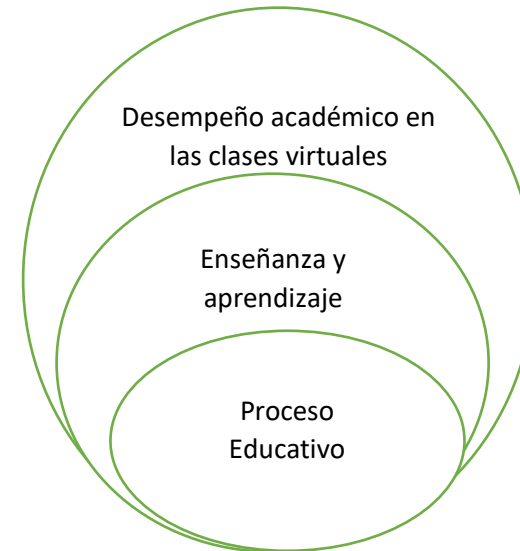 Desempeño académico en
las clases virtuales
Enseñanza y
aprendizaje
Proceso
Educativo